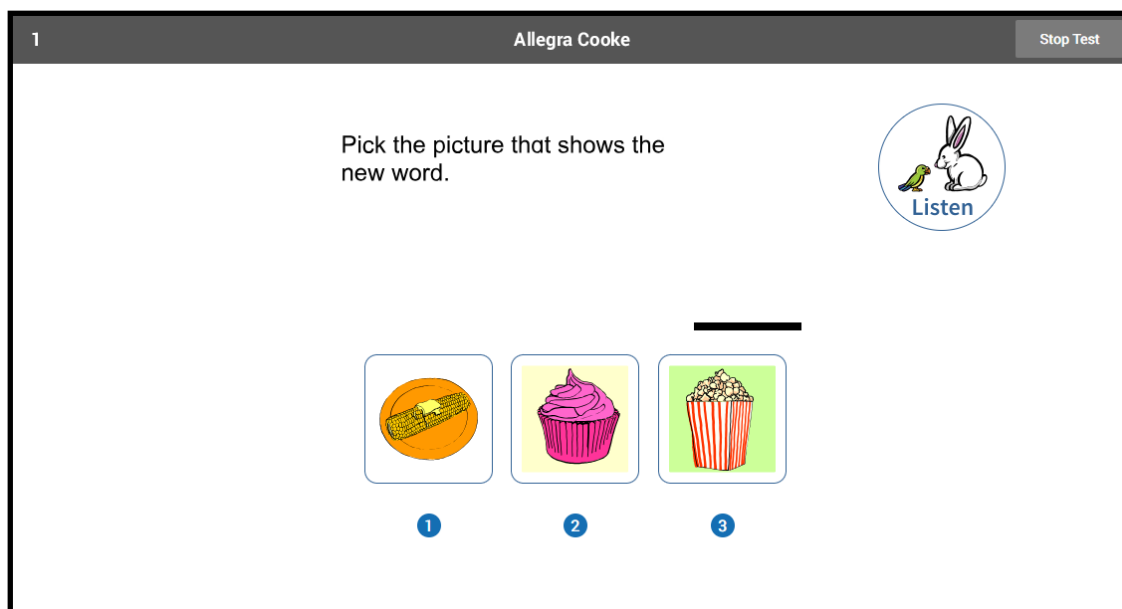 1
Allegra Cooke
Stop Test
Pick the picture that shows the
new word.
Listen
1
2
3